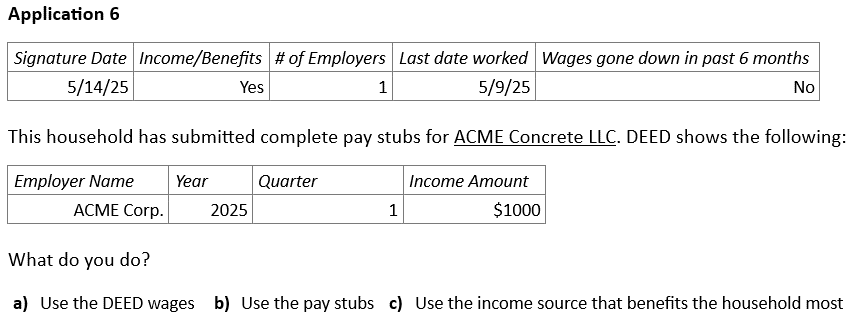 Application 6
Signature Date Income/Benefits # of Employers Last date worked Wages gone down in past 6 months
5/14/25 Yes 1 5/9/25 No
This household has submitted complete pay stubs for ACME Concrete LLC. DEED shows the following:
Employer Name Year Quarter Income Amount
ACME Corp. 2025 1 $1000
What do you do?
a) Use the DEED wages b) Use the pay stubs c) Use the income source that benefits the household most